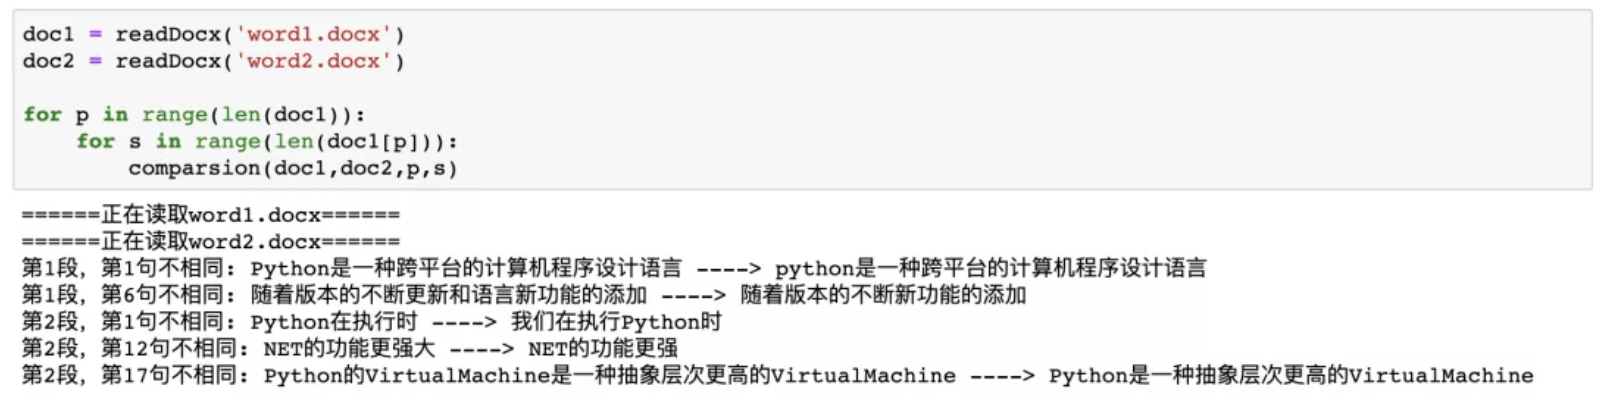 doc1 = readDocx('word1.docx')
doc2 = readDocx('word2.docx')
for p in range(len(doc1)):
    for s in range(len(doc1[p])):
        comparsion(doc1,doc2,p,s)
======正在读取word1.docx======
======正在读取word2.docx======
第1段，第1句不相同：Python是一种跨平台的计算机程序设计语言 ----> python是一种跨平台的计算机程序设计语言
第1段，第6句不相同：随着版本的不断更新和语言新功能的添加 ----> 随着版本的不断新功能的添加
第2段，第1句不相同：Python在执行时 ----> 我们在执行Python时
第2段，第12句不相同：NET的功能更强大 ----> NET的功能更强
第2段，第17句不相同：Python的VirtualMachine是一种抽象层次更高的VirtualMachine ----> Python是一种抽象层次更高的VirtualMachine